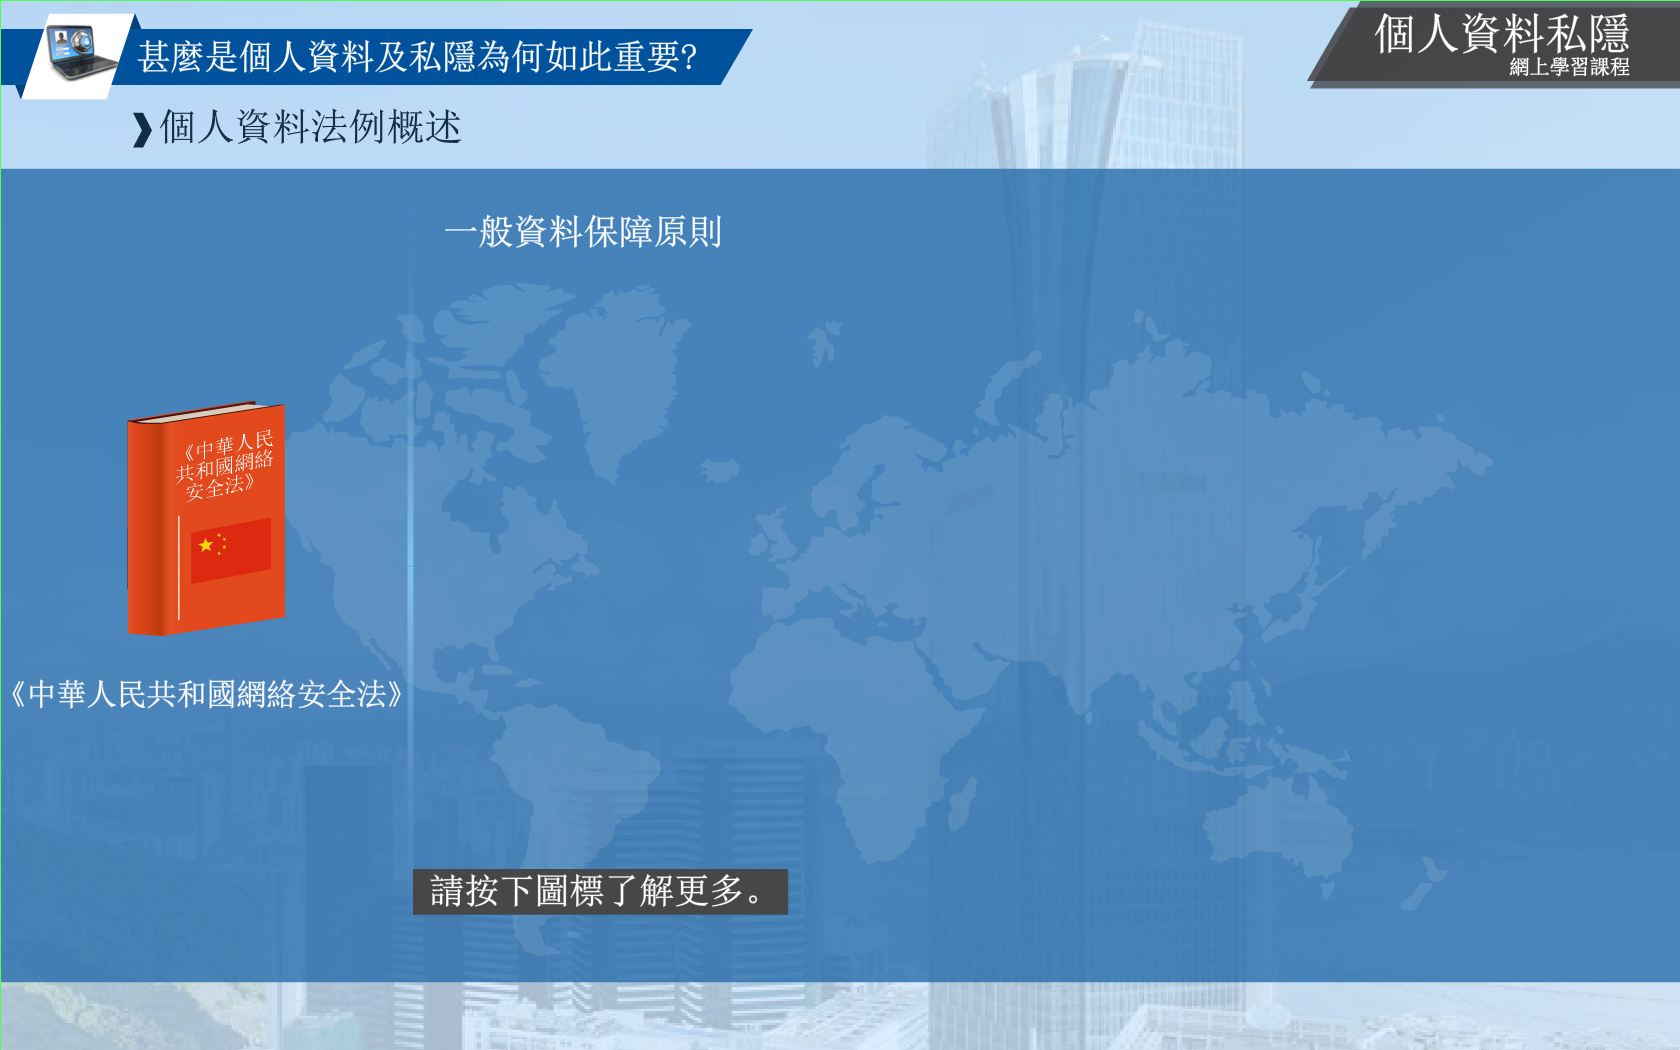 甚麼是個人資料及私隱為何如此重要?
個人資料私隱
網上學習課程
個人資料法例概述
一般資料保障原則
《中華人民
共和國網絡
安全法》
《中華人民共和國網絡安全法》
請按下圖標了解更多。